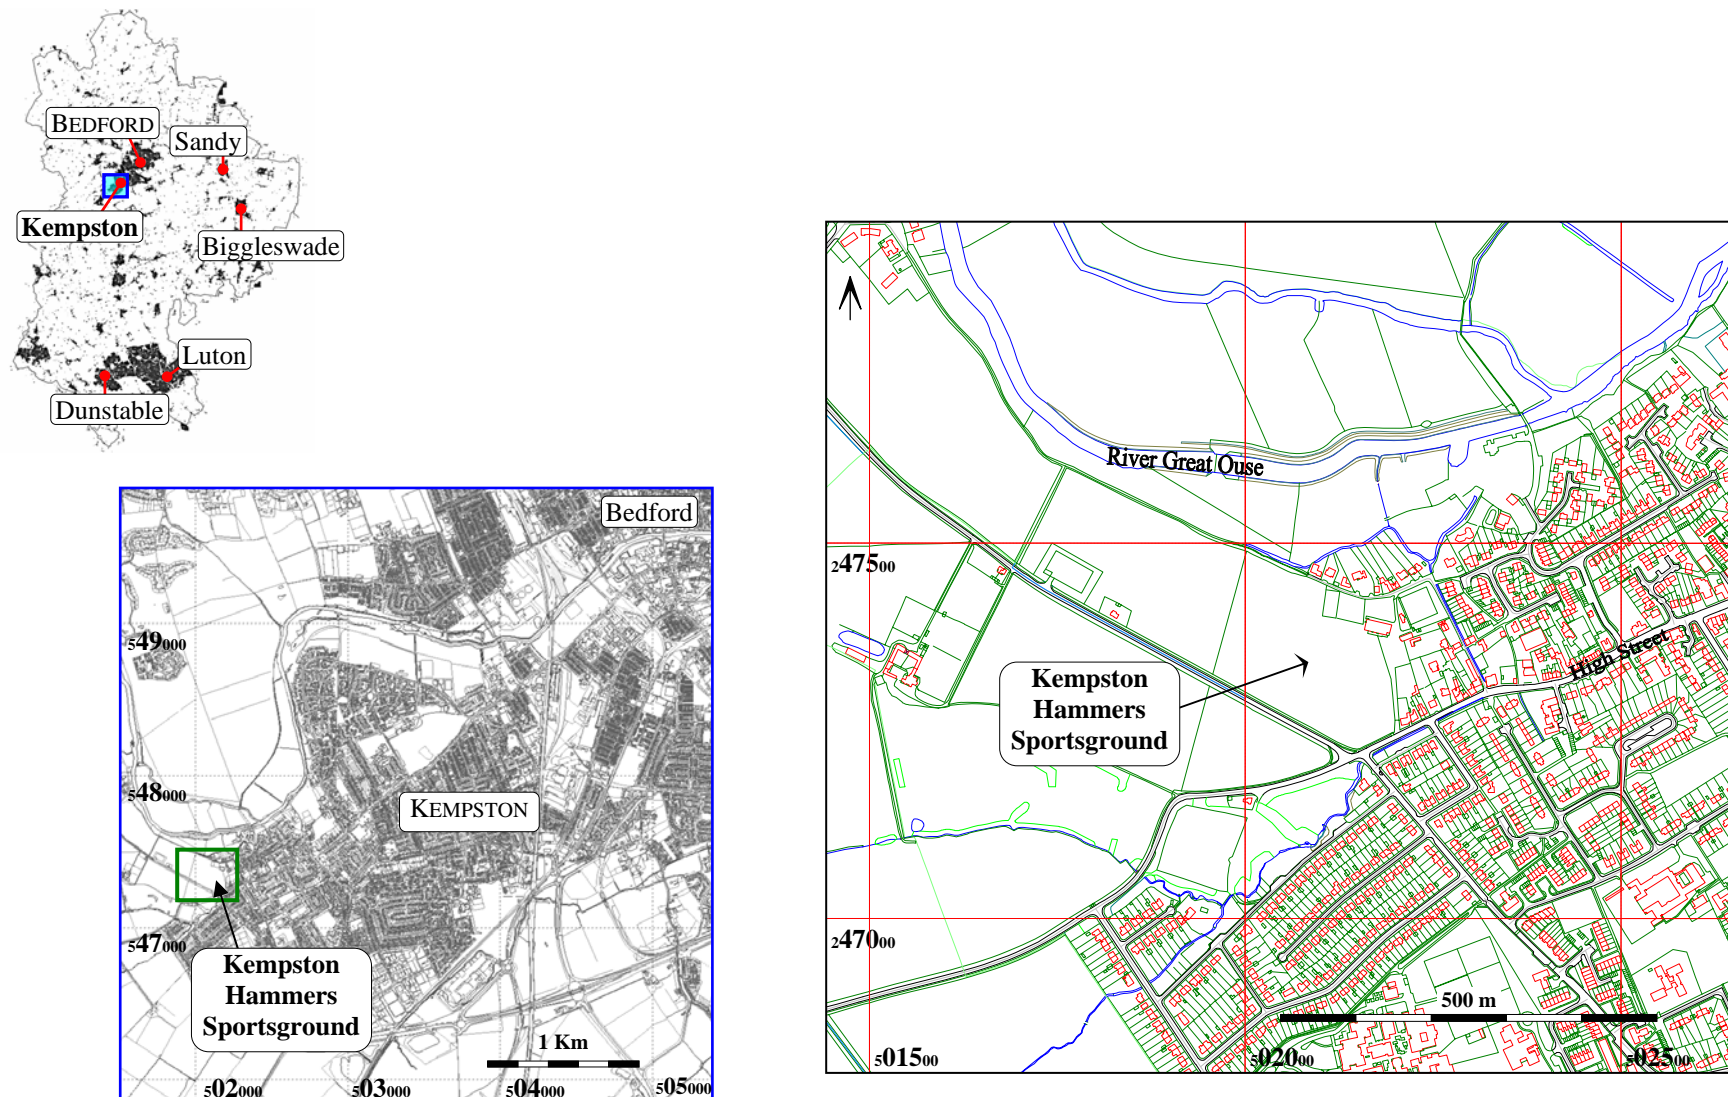 BEDFORD
Sandy
Kempston
Biggleswade
Luton
Dunstable
Bedford
549000
548000
KEMPSTON
547000
Kempston
Hammers
Sportsground
1 Km
502000
503000
504000
505000
River Great Ouse
247500
High Street
Kempston
Hammers
Sportsground
247000
500 m
501500
502000
502500